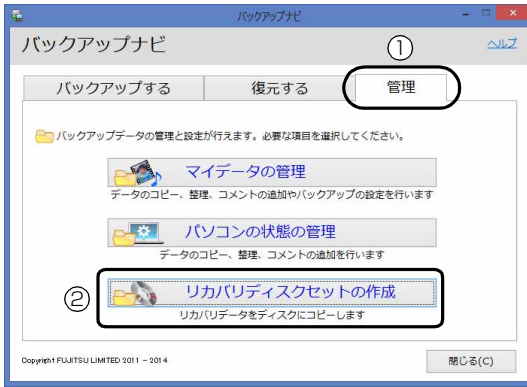 バックアップナビ
バックアップナビ
①
ヘルプ
バックアップする
復元する
管理
バックアップデータの管理と設定が行えます。必要な項目を選択してください。
マイデータの管理
データのコピー、整理、コメントの追加やバックアップの設定を行います
パソコンの状態の管理
データのコピー、整理、コメントの追加を行います
②
リカバリディスクセットの作成
リカバリデータをディスクにコピーします
Copyright FUJITSU LIMITED 2011 - 2014
閉じる(C)